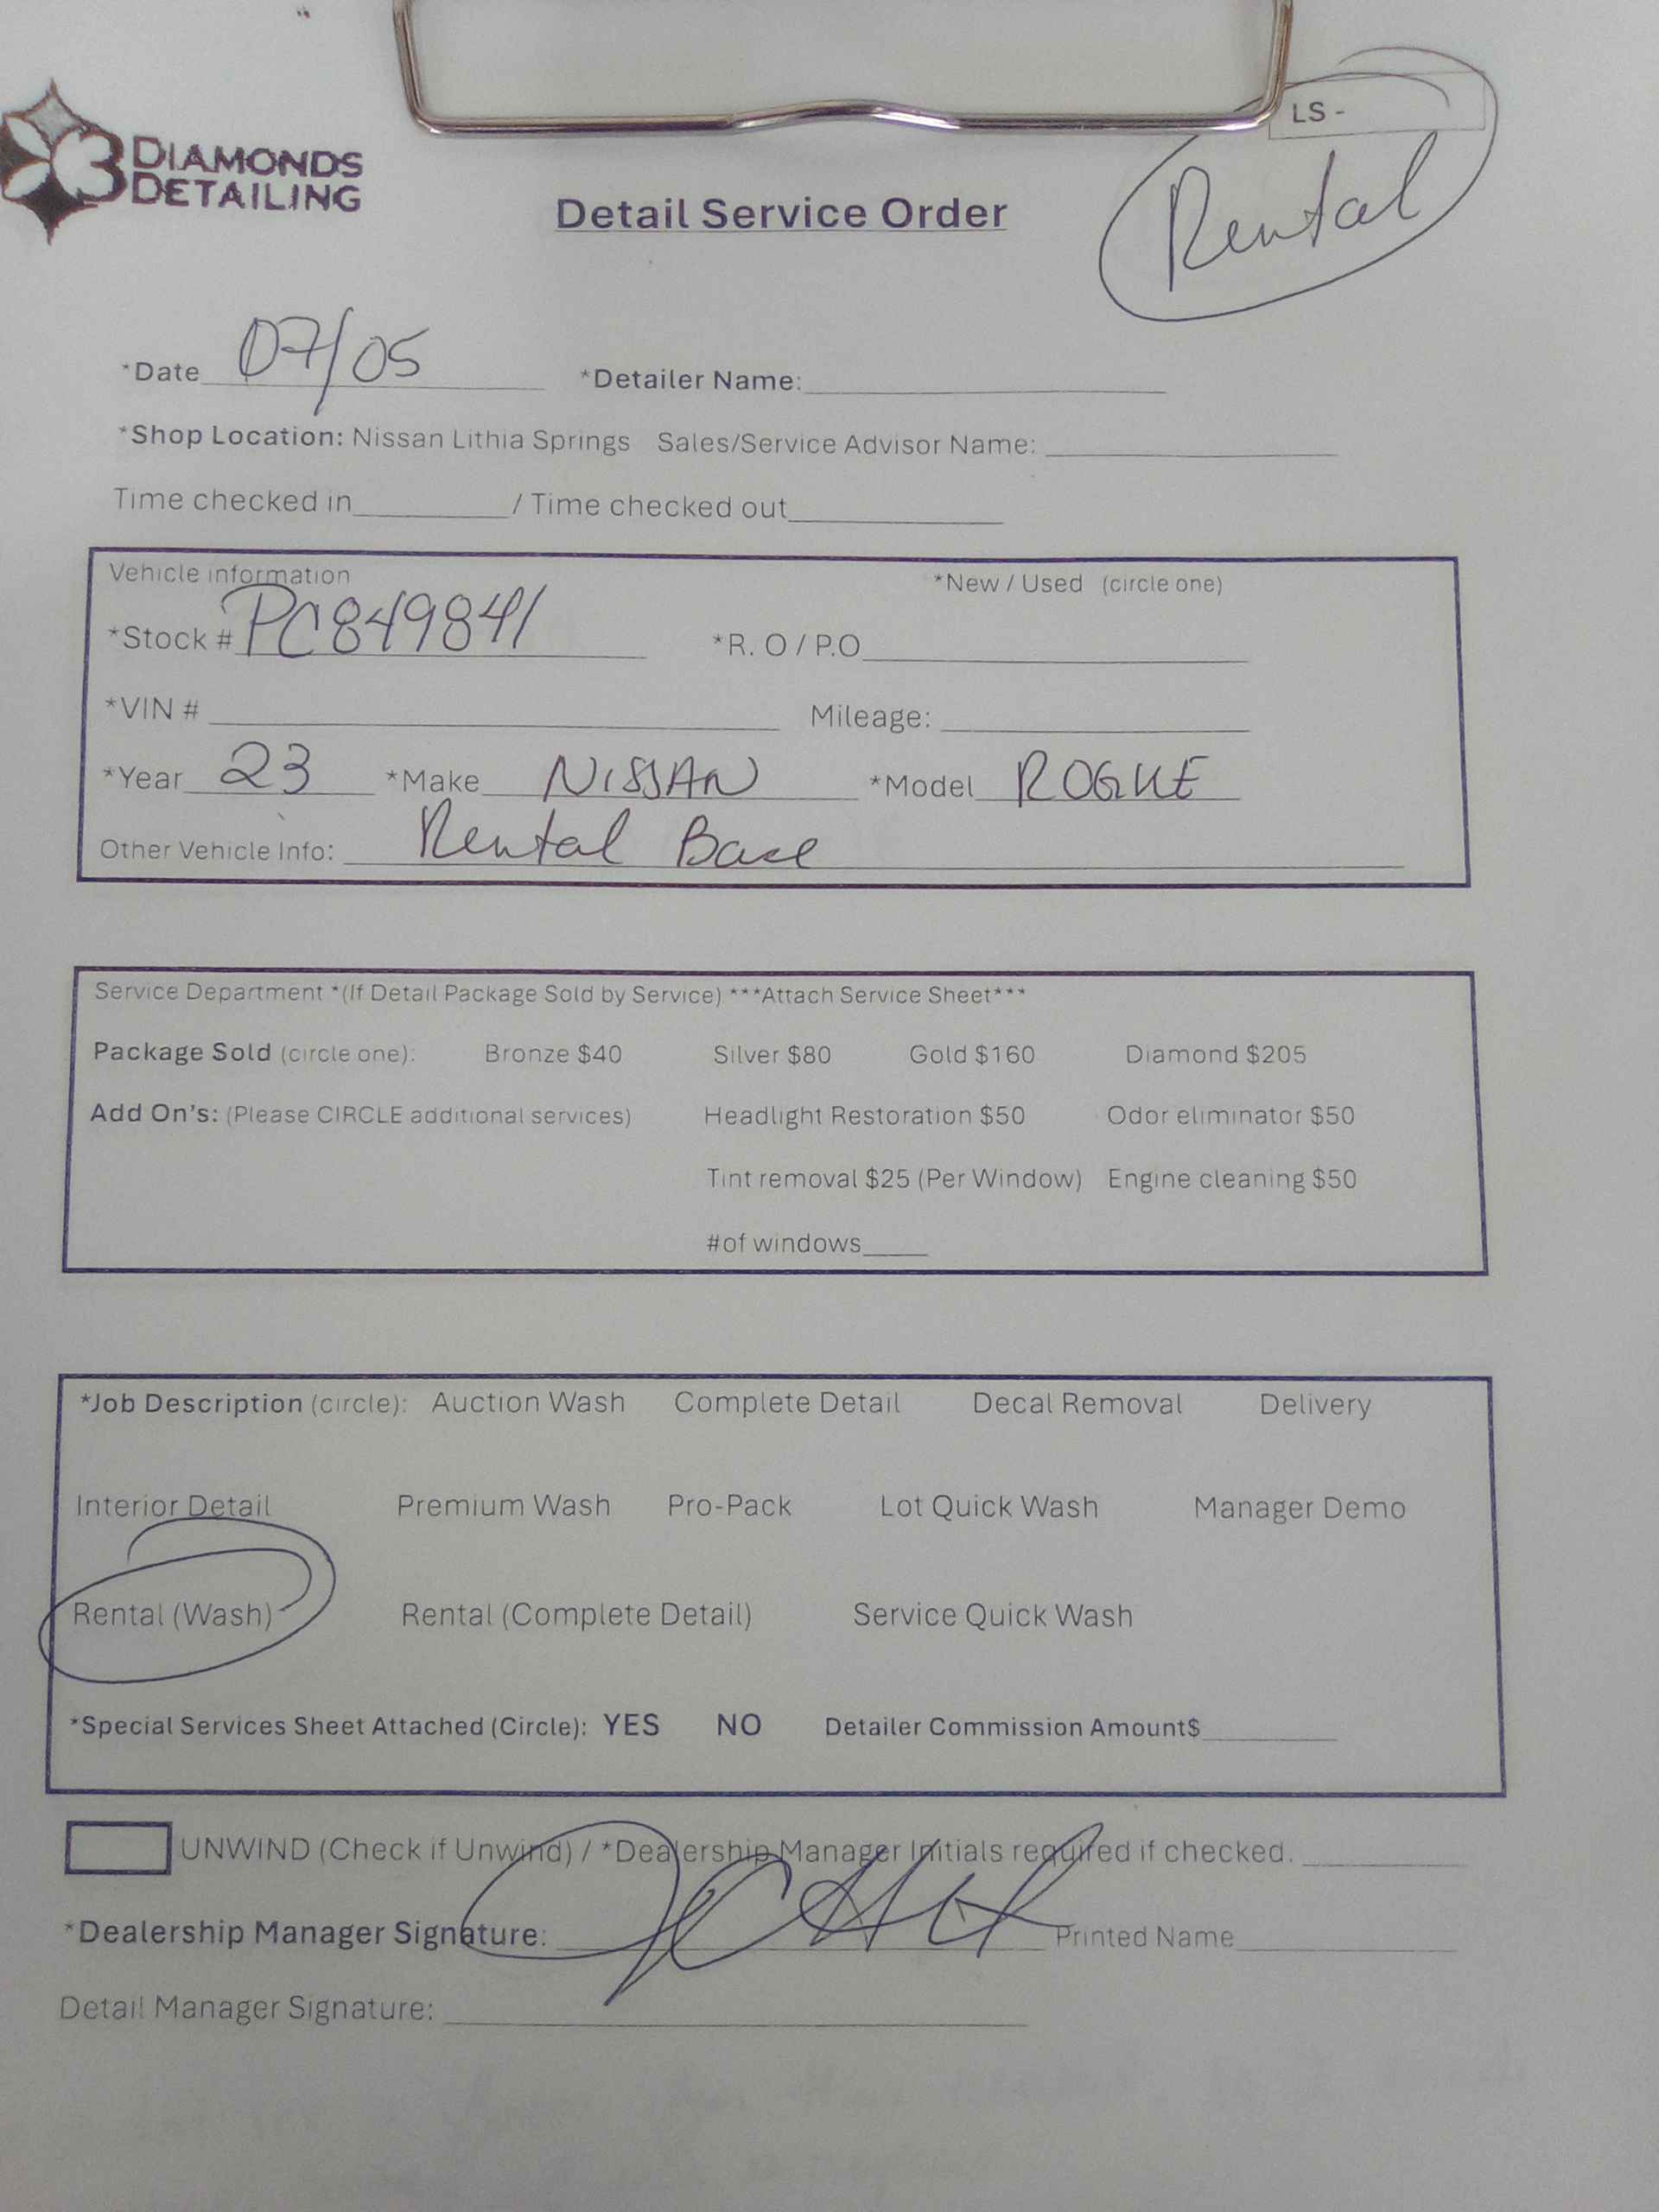 LS -
3 DIAMONDS
DETAILING
Rental
Detail Service Order
*Date 07/05 *Detailer Name:
*Shop Location: Nissan Lithia Springs Sales/Service Advisor Name:
Time checked in / Time checked out
Vehicle information *New / Used (circle one)
*Stock # PC849841 *R. O / P.O
*VIN # Mileage:
*Year 23 *Make NISSAN *Model ROGUE
Other Vehicle Info: Rental Base
Service Department *(If Detail Package Sold by Service) ***Attach Service Sheet***
Package Sold (circle one): Bronze $40 Silver $80 Gold $160 Diamond $205
Add On's: (Please CIRCLE additional services) Headlight Restoration $50 Odor eliminator $50
Tint removal $25 (Per Window) Engine cleaning $50
#of windows
*Job Description (circle): Auction Wash Complete Detail Decal Removal Delivery
Interior Detail Premium Wash Pro-Pack Lot Quick Wash Manager Demo
Rental (Wash) Rental (Complete Detail) Service Quick Wash
*Special Services Sheet Attached (Circle): YES NO Detailer Commission Amount$
UNWIND (Check if Unwind) / *Dealership Manager Initials required if checked.
*Dealership Manager Signature: Printed Name
Detail Manager Signature: